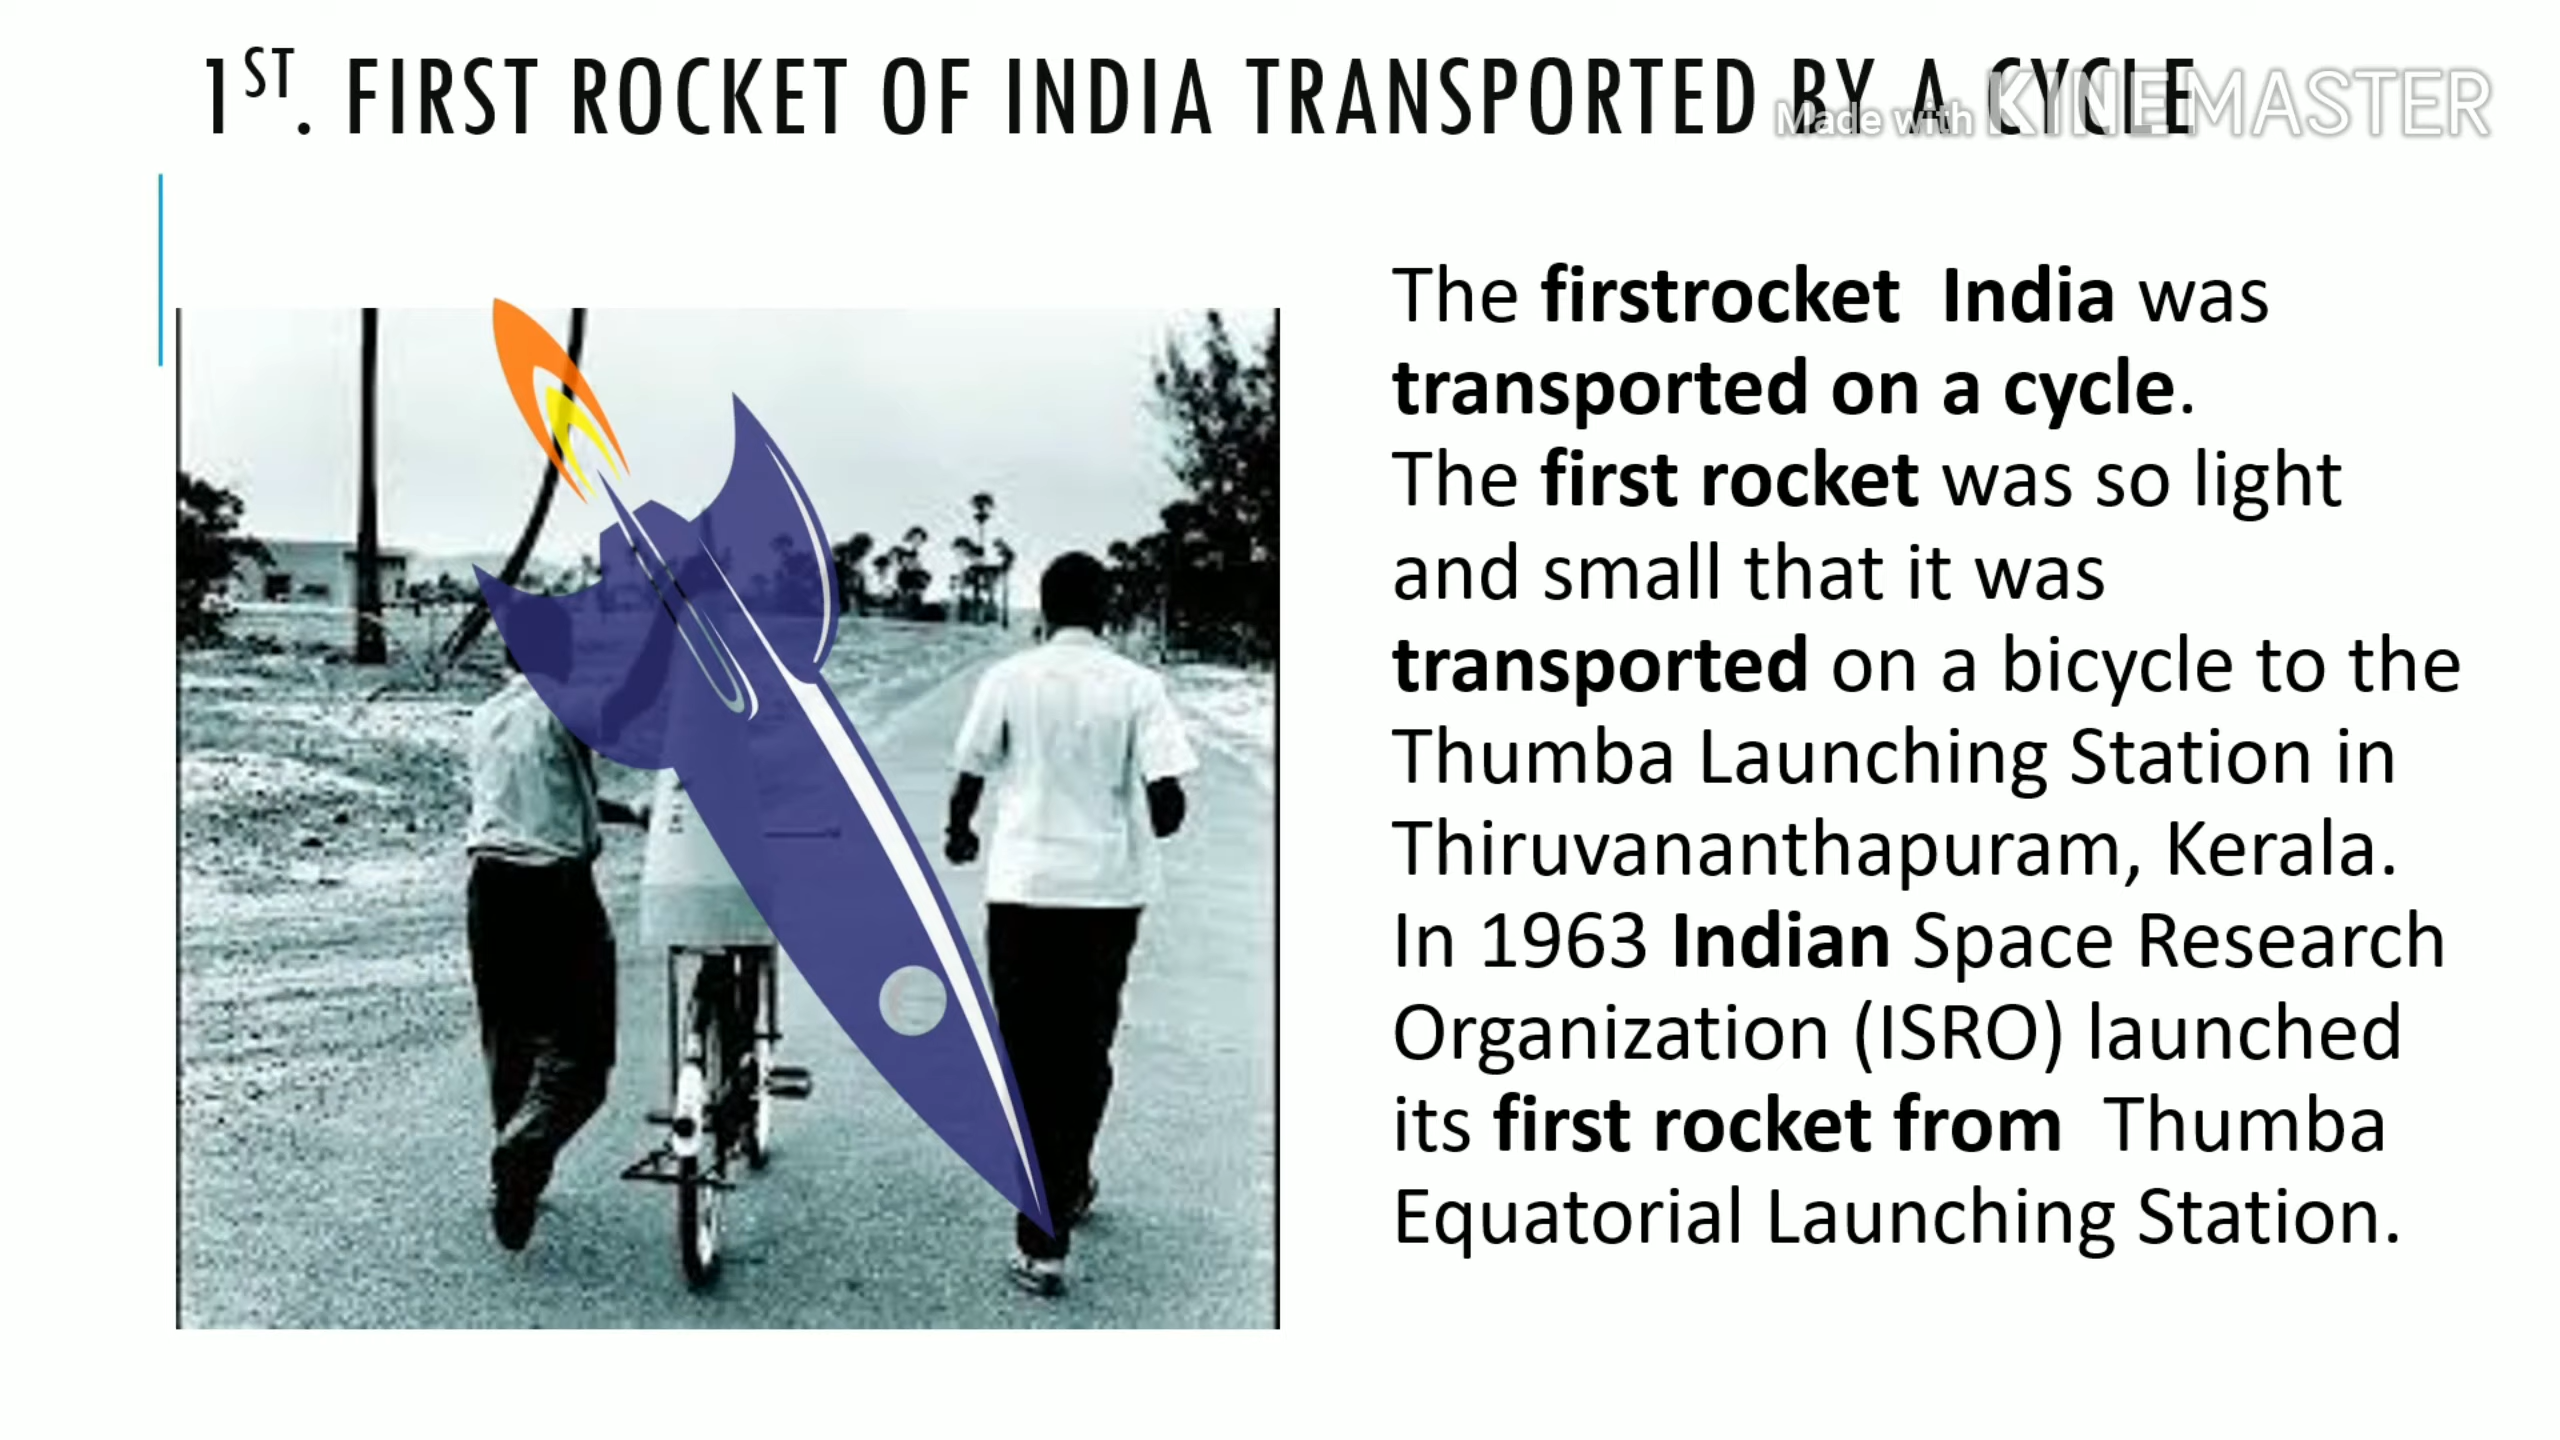 1ST. FIRST ROCKET OF INDIA TRANSPORTED BY A CYCLE
Made with KINEMASTER
The firstrocket  India was
transported on a cycle.
The first rocket was so light
and small that it was
transported on a bicycle to the
Thumba Launching Station in
Thiruvananthapuram, Kerala.
In 1963 Indian Space Research
Organization (ISRO) launched
its first rocket from  Thumba
Equatorial Launching Station.